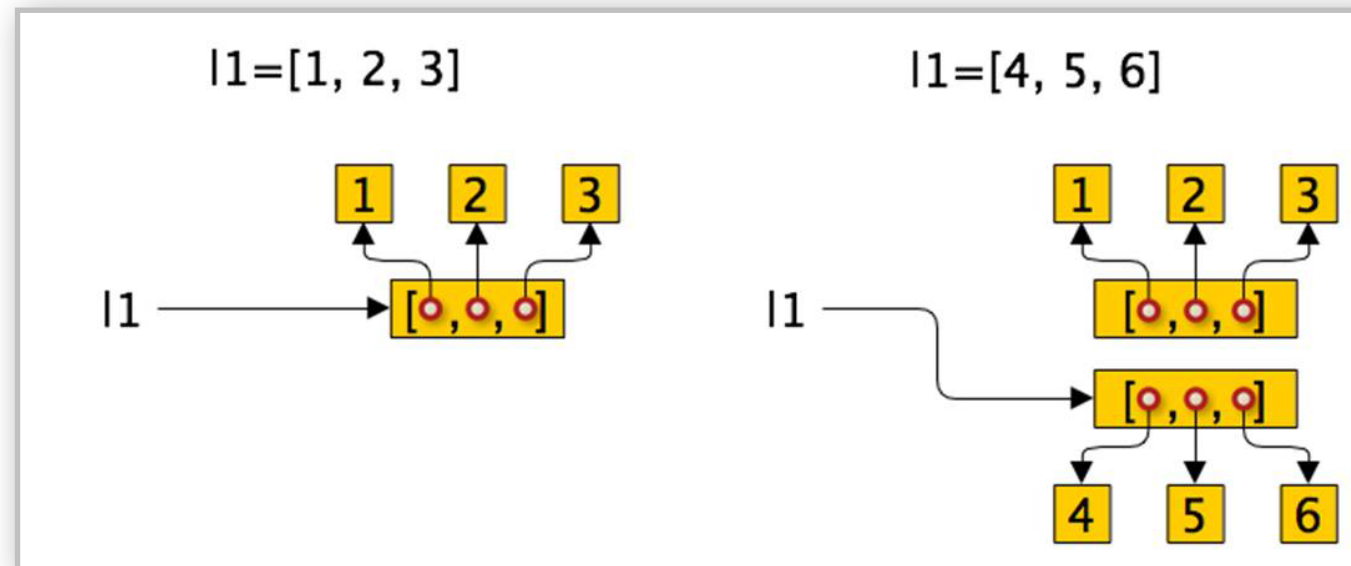 l1=[1, 2, 3] l1=[4, 5, 6]
1 2 3 1 2 3
l1 [ , , ] l1 [ , , ]
[ , , ]
4 5 6